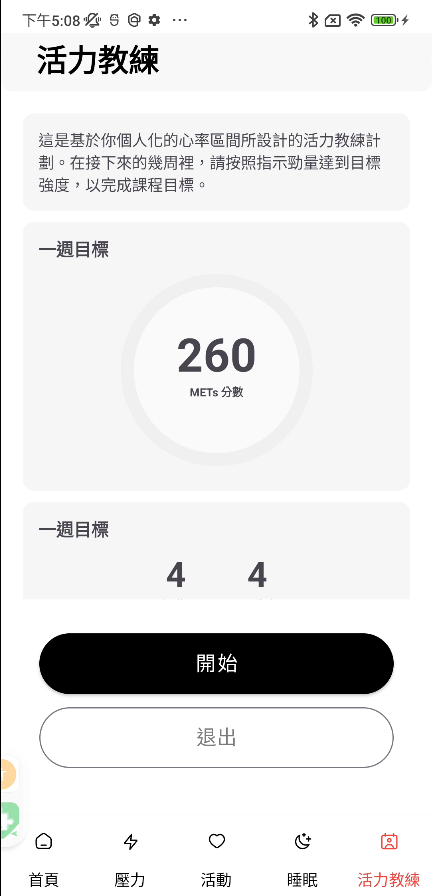 下午5:08
100
活力教練
這是基於你個人化的心率區間所設計的活力教練計
劃。在接下來的幾周裡，請按照指示勁量達到目標
強度，以完成課程目標。
一週目標
260
METs 分數
一週目標
4 4
開始
退出
首頁 壓力 活動 睡眠 活力教練